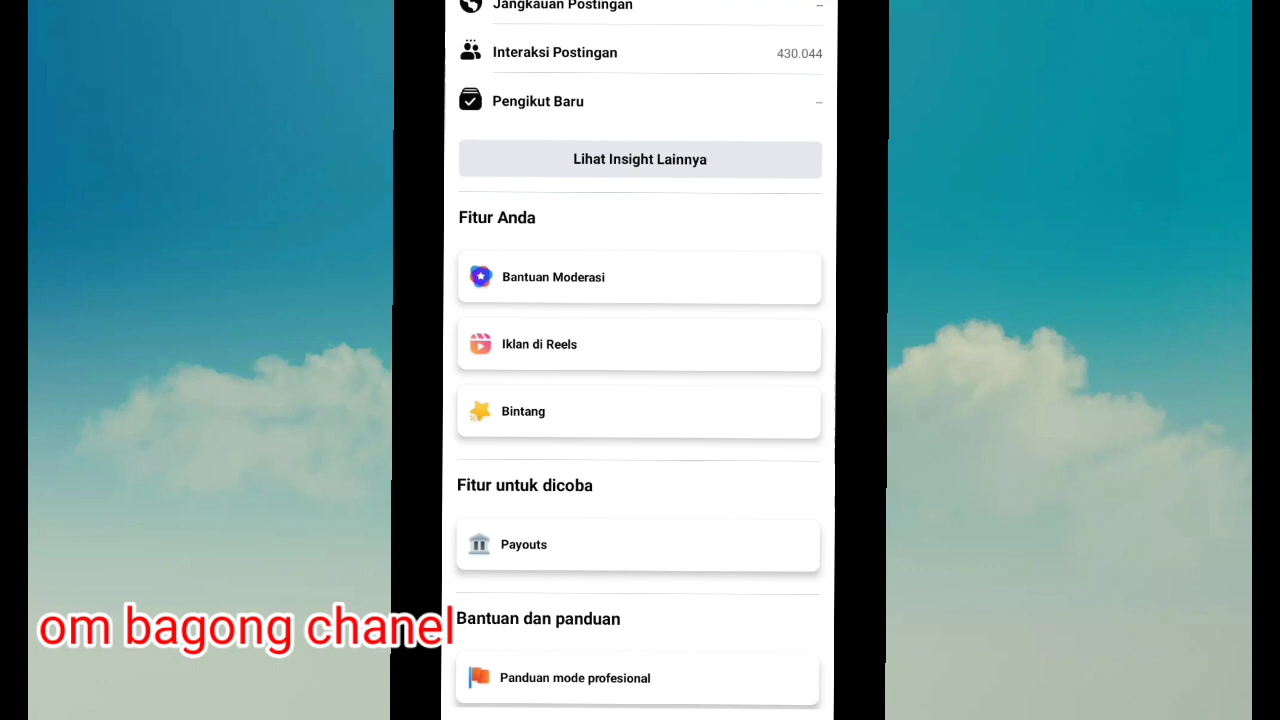 Jangkauan Postingan --
Interaksi Postingan 430.044
Pengikut Baru --
Lihat Insight Lainnya
Fitur Anda
Bantuan Moderasi
Iklan di Reels
Bintang
Fitur untuk dicoba
Payouts
Bantuan dan panduan
om bagong chanel
Panduan mode profesional